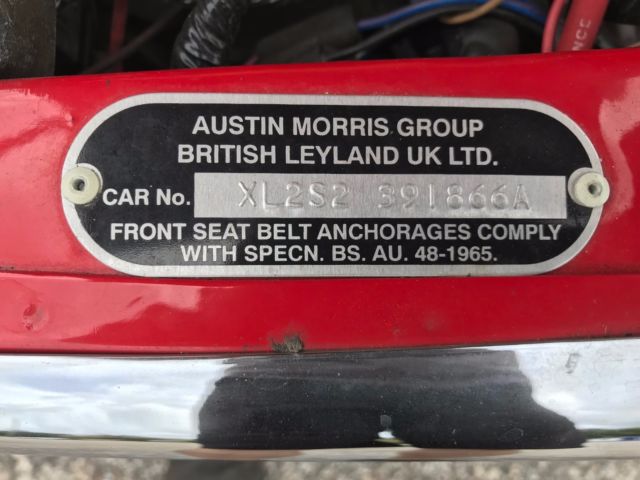 AUSTIN MORRIS GROUP
BRITISH LEYLAND UK LTD.
CAR No. XL2S2 391866A
FRONT SEAT BELT ANCHORAGES COMPLY
WITH SPECN. BS. AU. 48-1965.